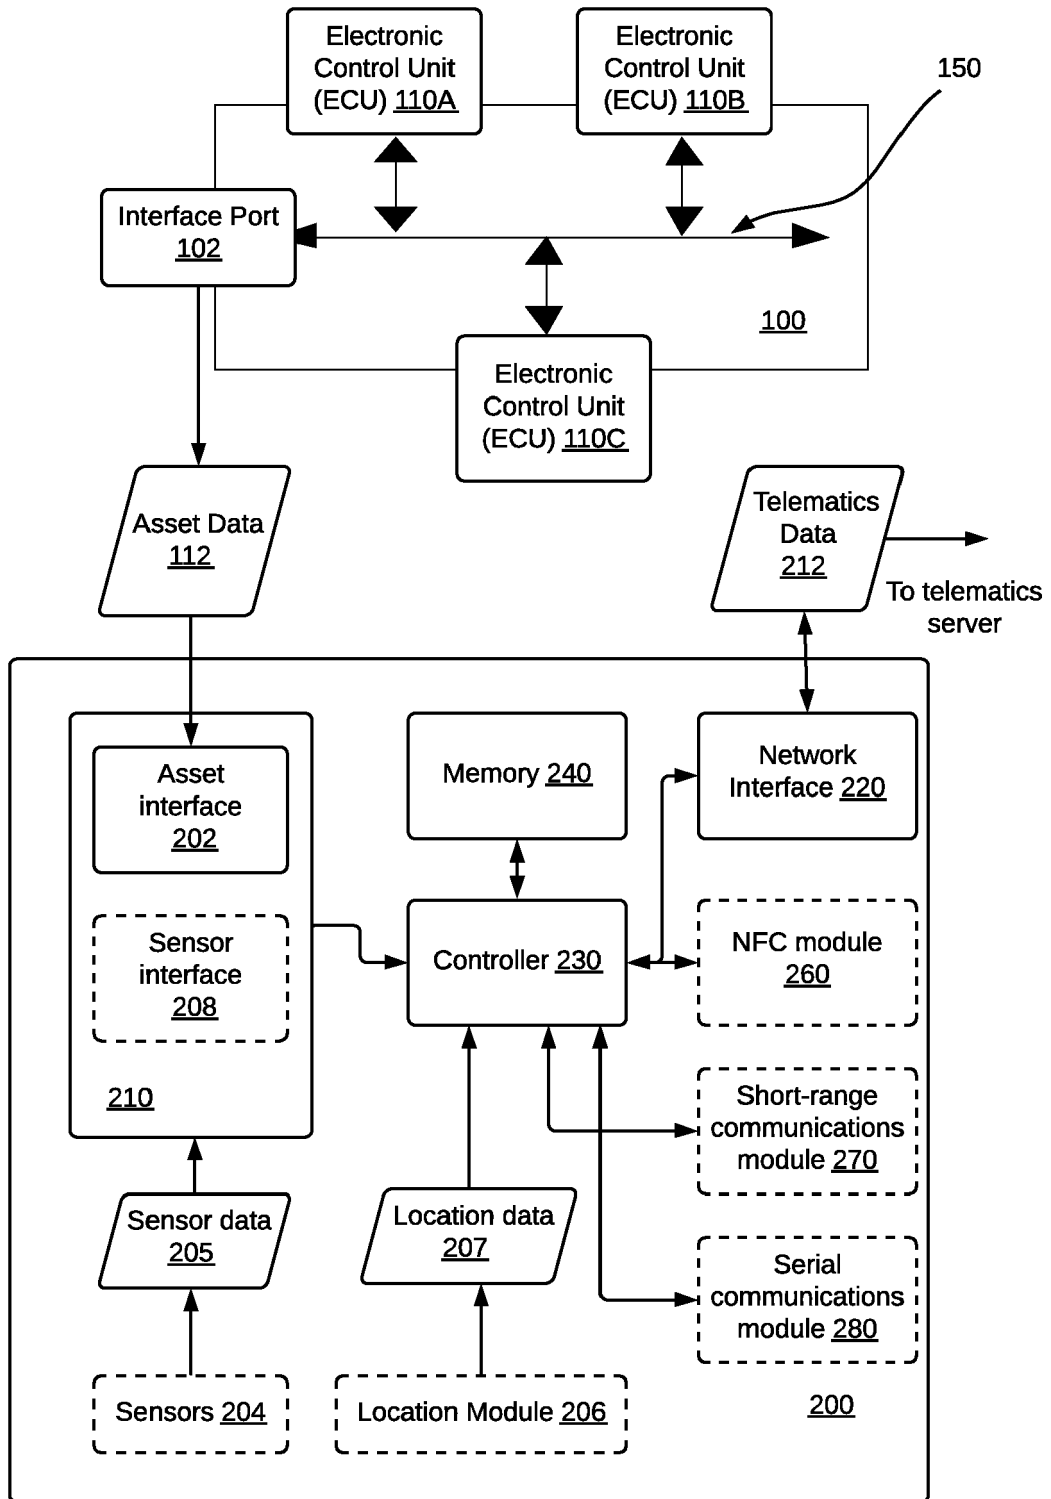 Electronic
Control Unit
(ECU) 110A
Electronic
Control Unit
(ECU) 110B
150
Interface Port
102
100
Electronic
Control Unit
(ECU) 110C
Asset Data
112
Telematics
Data
212
To telematics
server
Asset
interface
202
Memory 240
Network
Interface 220
Sensor
interface
208
Controller 230
NFC module
260
210
Short-range
communications
module 270
Sensor data
205
Location data
207
Serial
communications
module 280
Sensors 204
Location Module 206
200